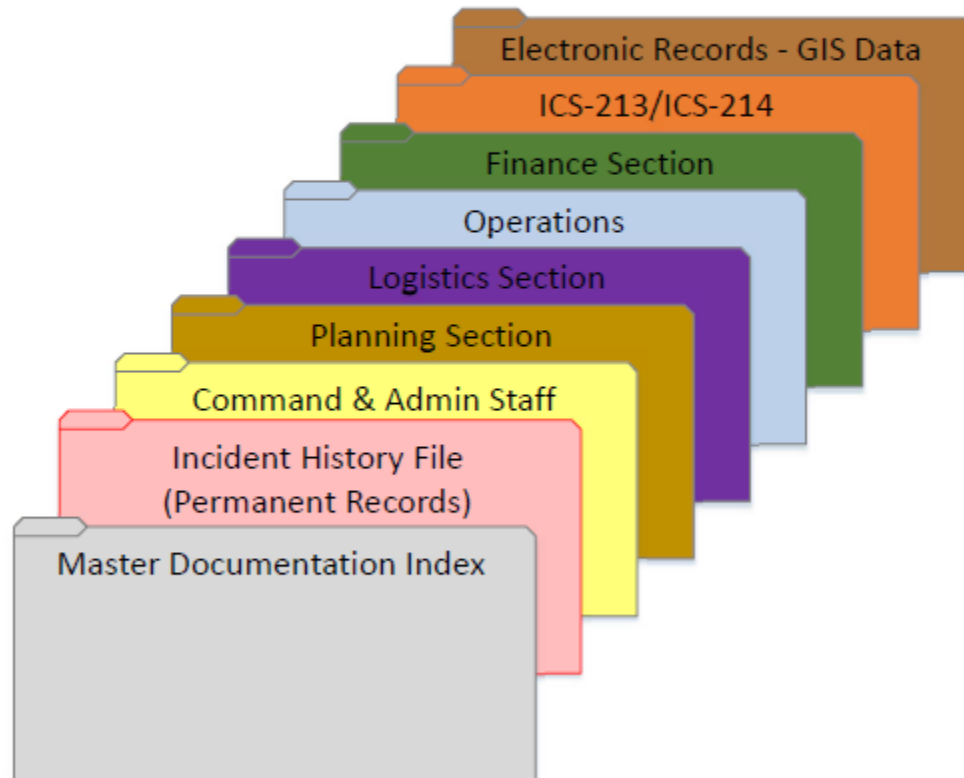 Electronic Records - GIS Data
ICS-213/ICS-214
Finance Section
Operations
Logistics Section
Planning Section
Command & Admin Staff
Incident History File
(Permanent Records)
Master Documentation Index